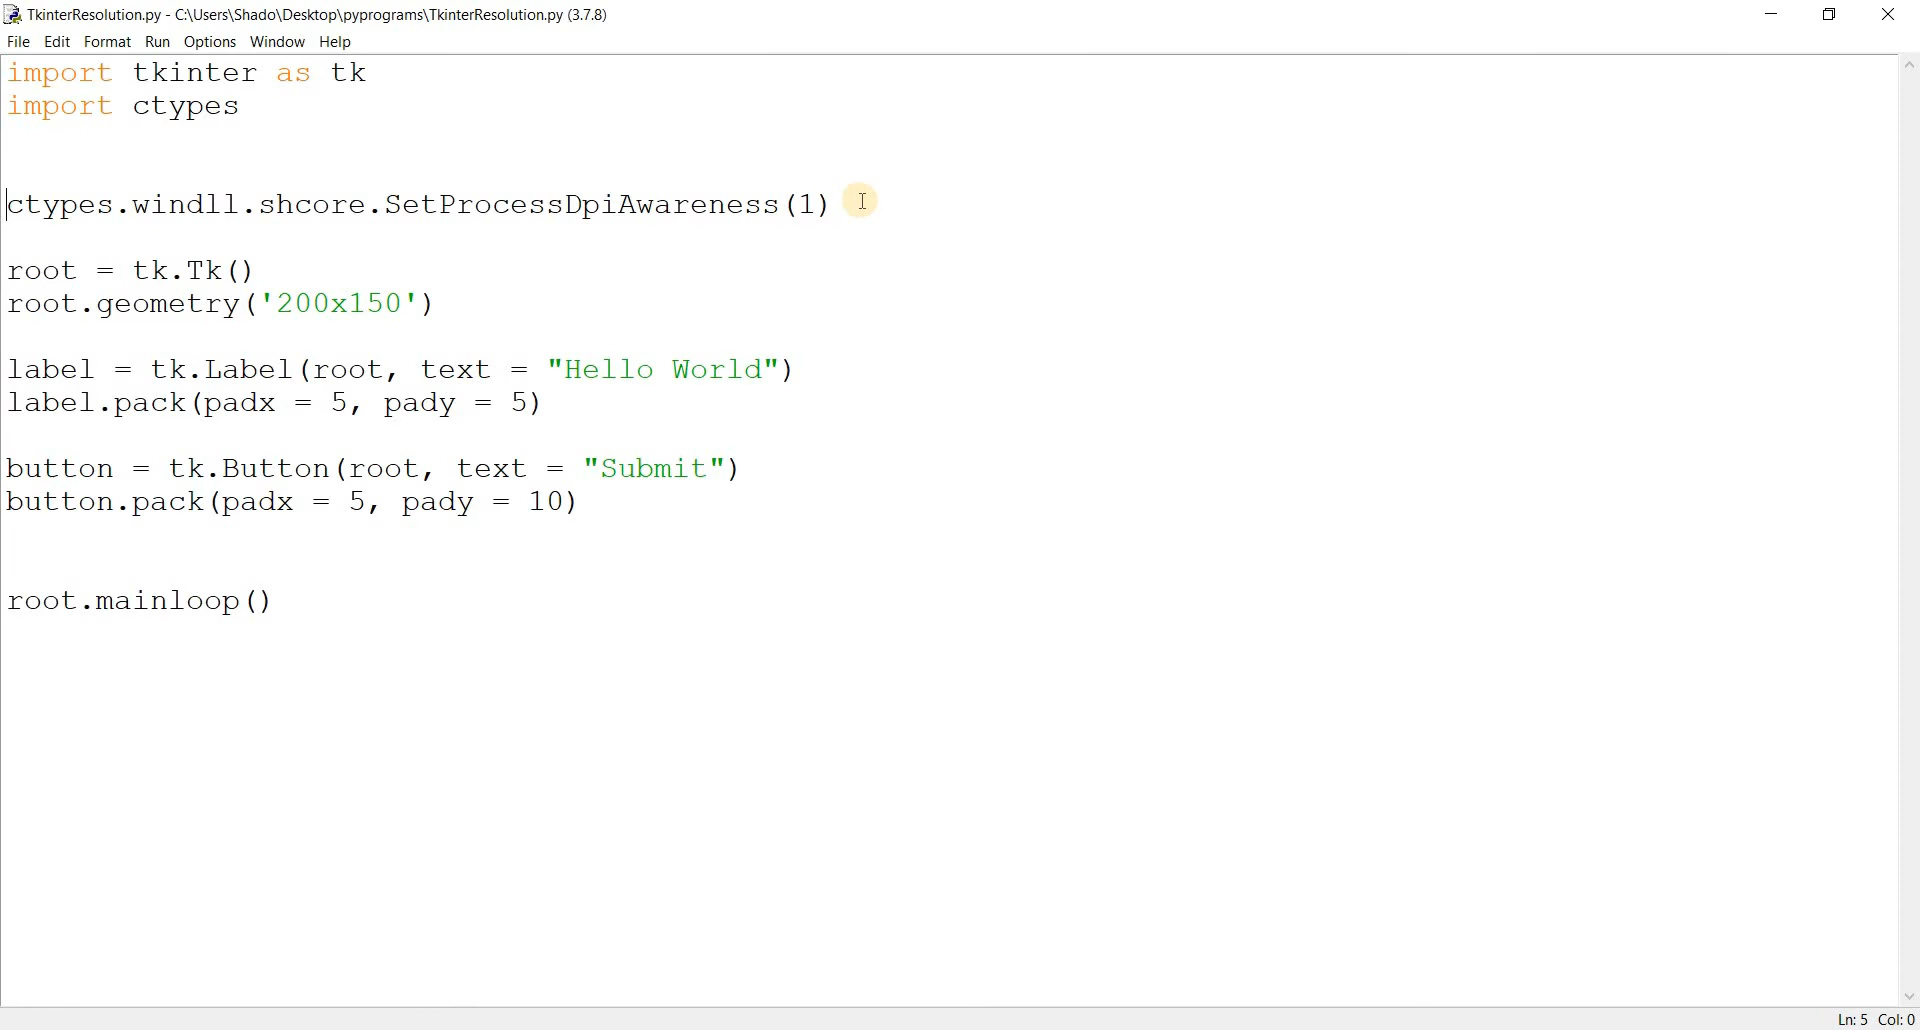 TkinterResolution.py - C:\Users\Shado\Desktop\pyprograms\TkinterResolution.py (3.7.8)
File Edit Format Run Options Window Help
import tkinter as tk
import ctypes
ctypes.windll.shcore.SetProcessDpiAwareness(1)
root = tk.Tk()
root.geometry('200x150')
label = tk.Label(root, text = "Hello World")
label.pack(padx = 5, pady = 5)
button = tk.Button(root, text = "Submit")
button.pack(padx = 5, pady = 10)
root.mainloop()
Ln: 5 Col: 0